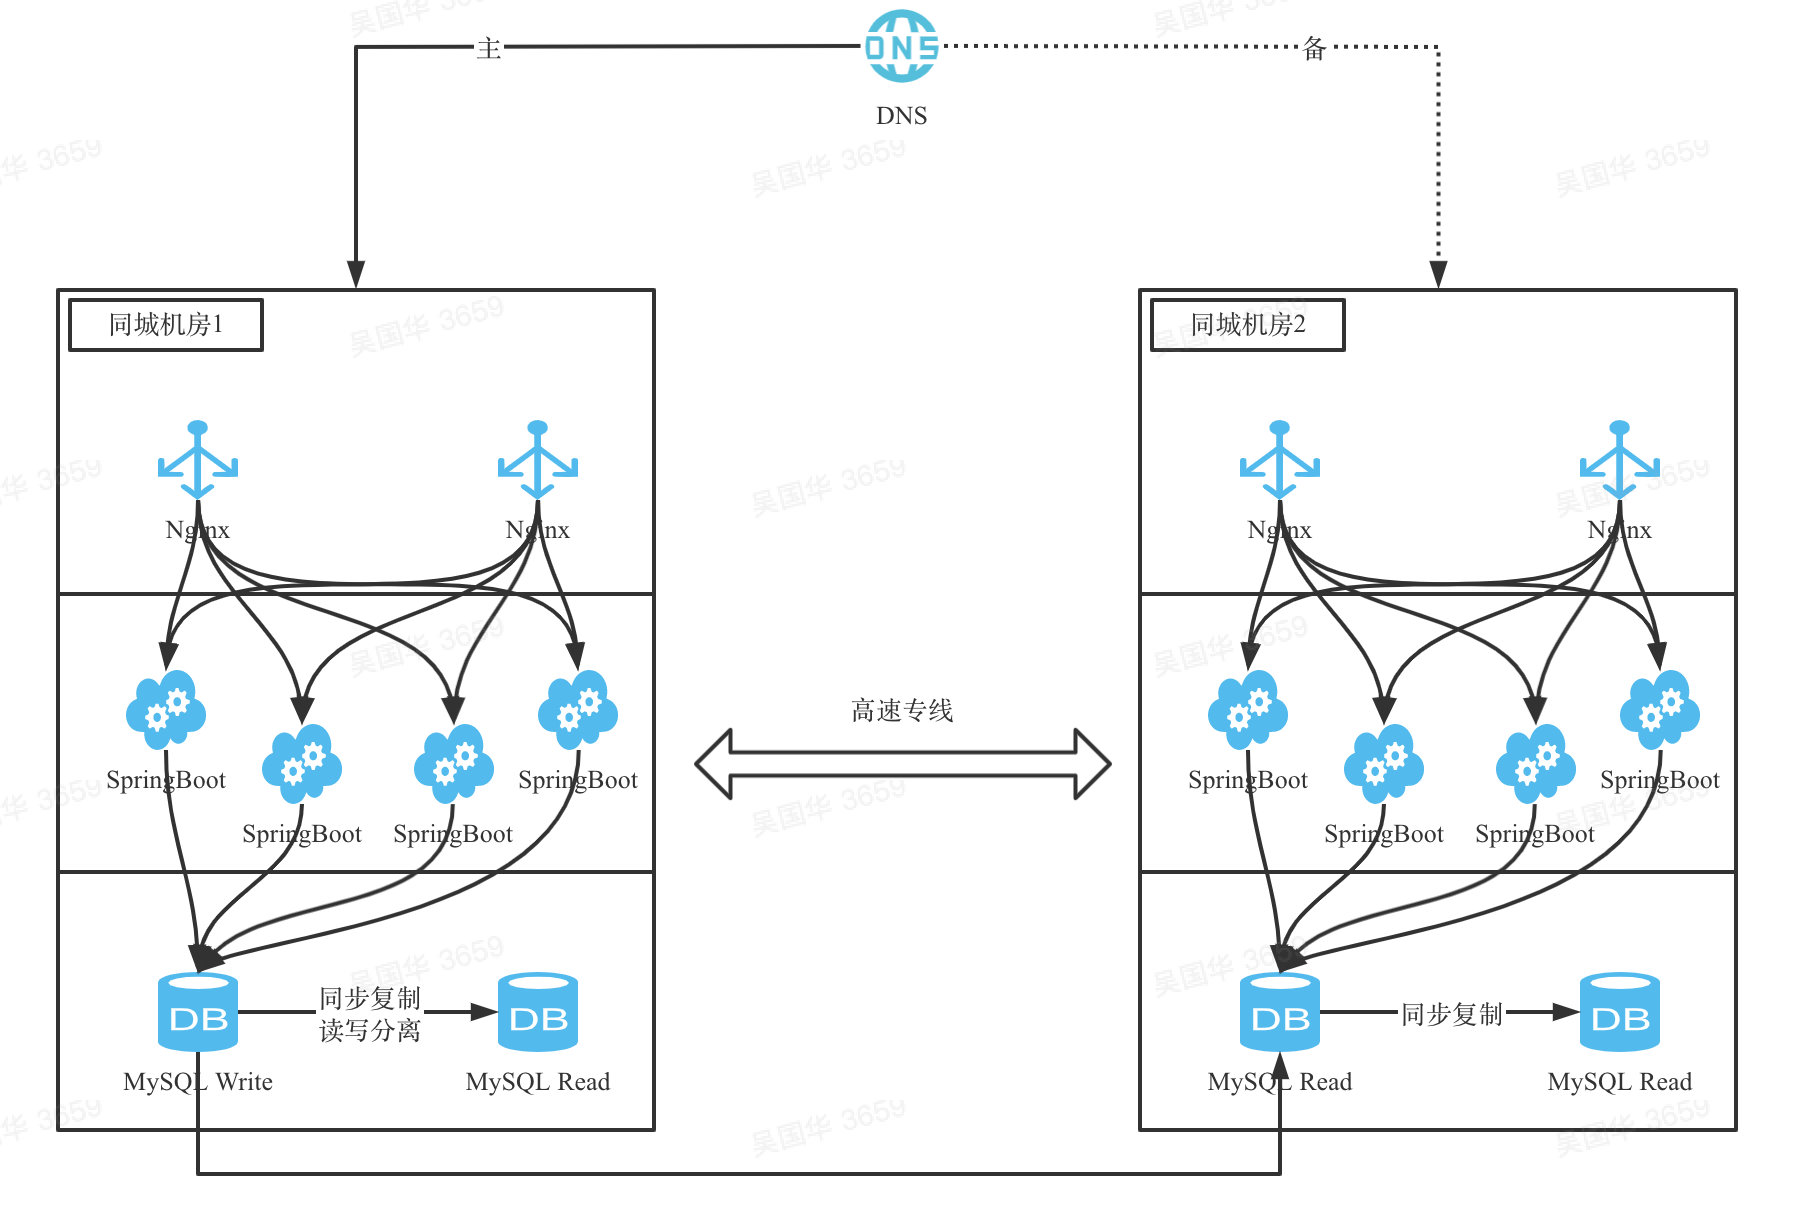 主
DNS
备
DNS
同城机房1
同城机房2
Nginx
Nginx
Nginx
Nginx
高速专线
SpringBoot
SpringBoot
SpringBoot
SpringBoot
SpringBoot
SpringBoot
SpringBoot
SpringBoot
DB
同步复制
读写分离
DB
DB
同步复制
DB
MySQL Write
MySQL Read
MySQL Read
MySQL Read
吴国华 3659